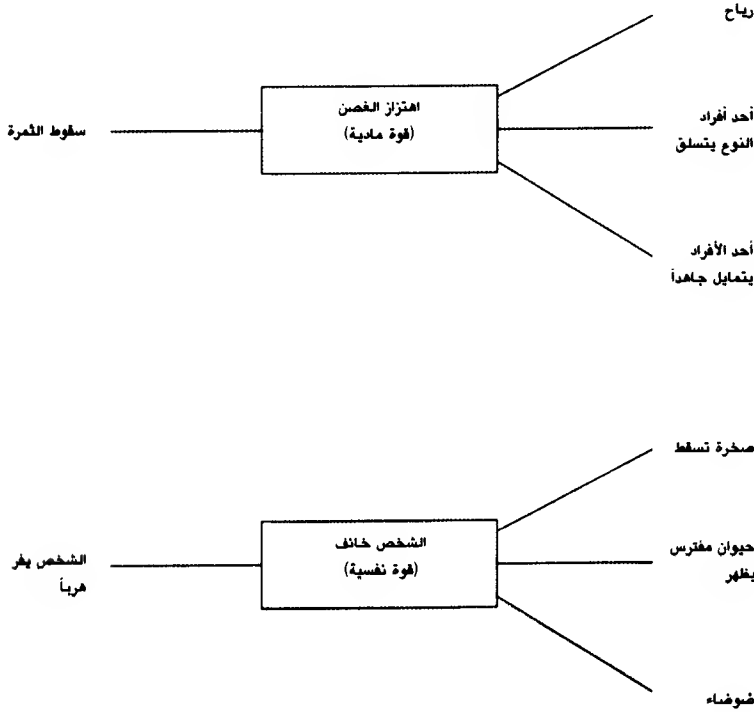 رياح
اهتزاز الغصن
(قوة مادية)
أحد أفراد
النوع يتسلق
سقوط الثمرة
أحد الأفراد
يتمايل جاهداً
صخرة تسقط
الشخص خائف
(قوة نفسية)
حيوان مفترس
يظهر
الشخص يفر
هرباً
ضوضاء